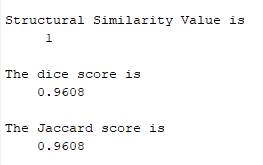 Structural Similarity Value is
1
The dice score is
0.9608
The Jaccard score is
0.9608